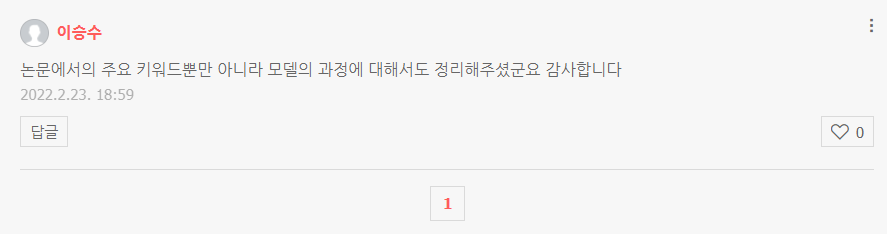 이승수
논문에서의 주요 키워드뿐만 아니라 모델의 과정에 대해서도 정리해주셨군요 감사합니다
2022.2.23. 18:59
답글
0
1